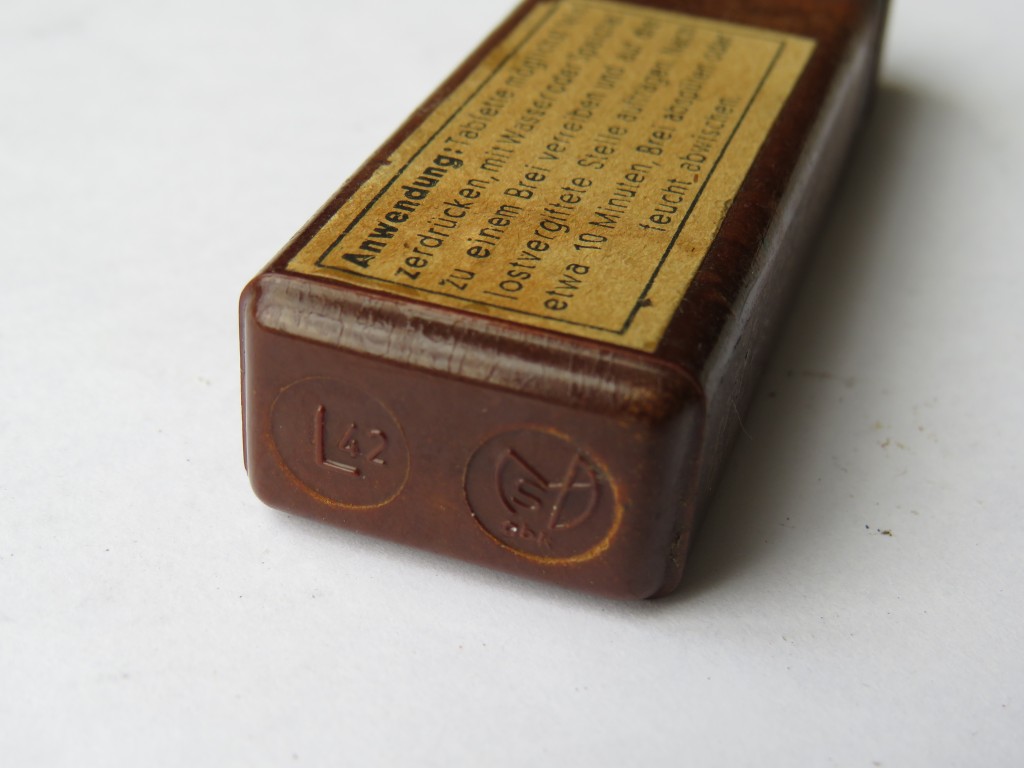 Anwendung: Tablette möglichst
zerdrücken, mit Wasser oder Speichel
zu einem Brei verreiben und auf die
lostvergiftete Stelle auftragen. Nach
etwa 10 Minuten, Brei abtupfen oder
feucht abwischen.
L 42